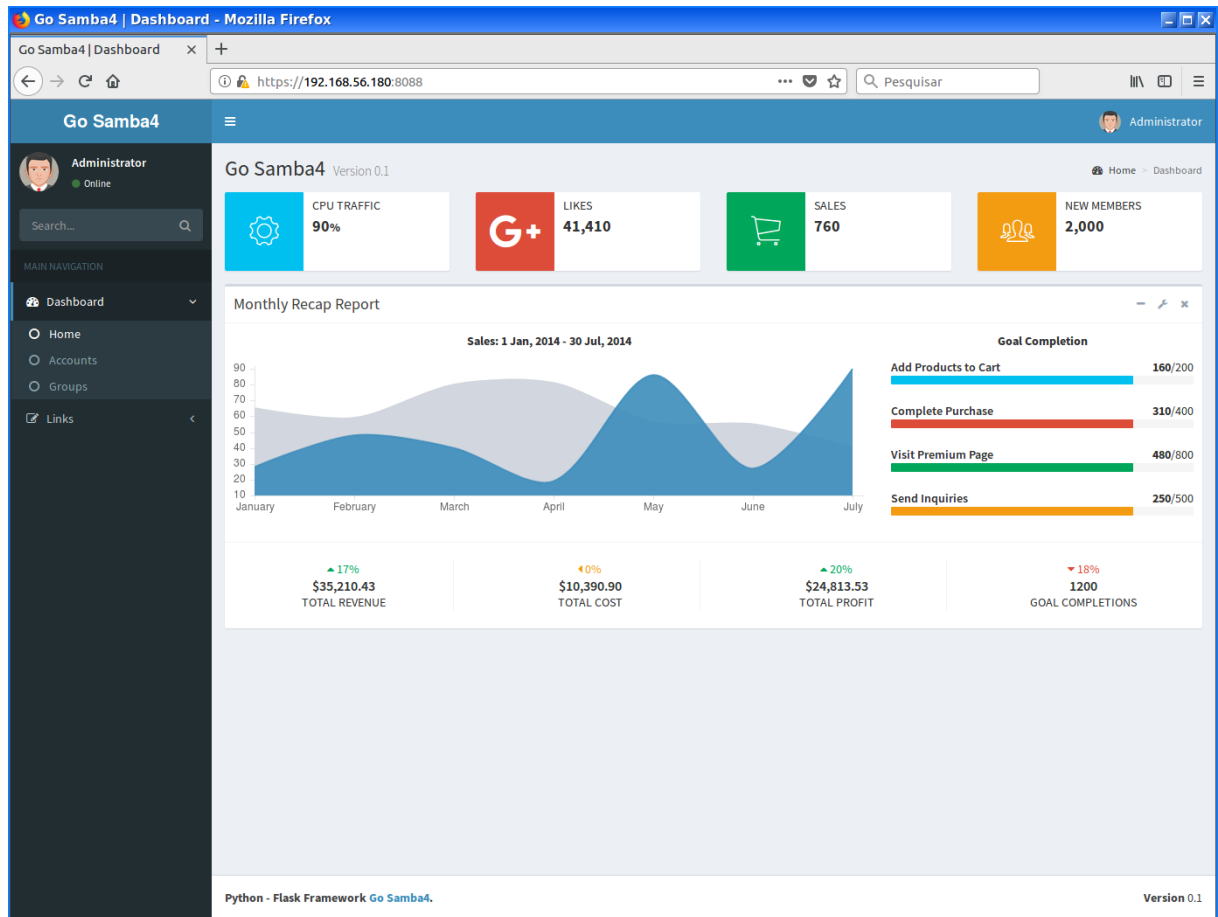 Go Samba4 | Dashboard - Mozilla Firefox
Go Samba4 | Dashboard
https://192.168.56.180:8088
Pesquisar
Go Samba4
Administrator
Administrator
Online
Search...
MAIN NAVIGATION
Dashboard
Home
Accounts
Groups
Links
Go Samba4 Version 0.1
Home > Dashboard
CPU TRAFFIC
90%
G+
LIKES
41,410
SALES
760
NEW MEMBERS
2,000
Monthly Recap Report
Sales: 1 Jan, 2014 - 30 Jul, 2014
90
80
70
60
50
40
30
20
10
January February March April May June July
Goal Completion
Add Products to Cart 160/200
Complete Purchase 310/400
Visit Premium Page 480/800
Send Inquiries 250/500
17%
$35,210.43
TOTAL REVENUE
0%
$10,390.90
TOTAL COST
20%
$24,813.53
TOTAL PROFIT
18%
1200
GOAL COMPLETIONS
Python - Flask Framework Go Samba4.
Version 0.1